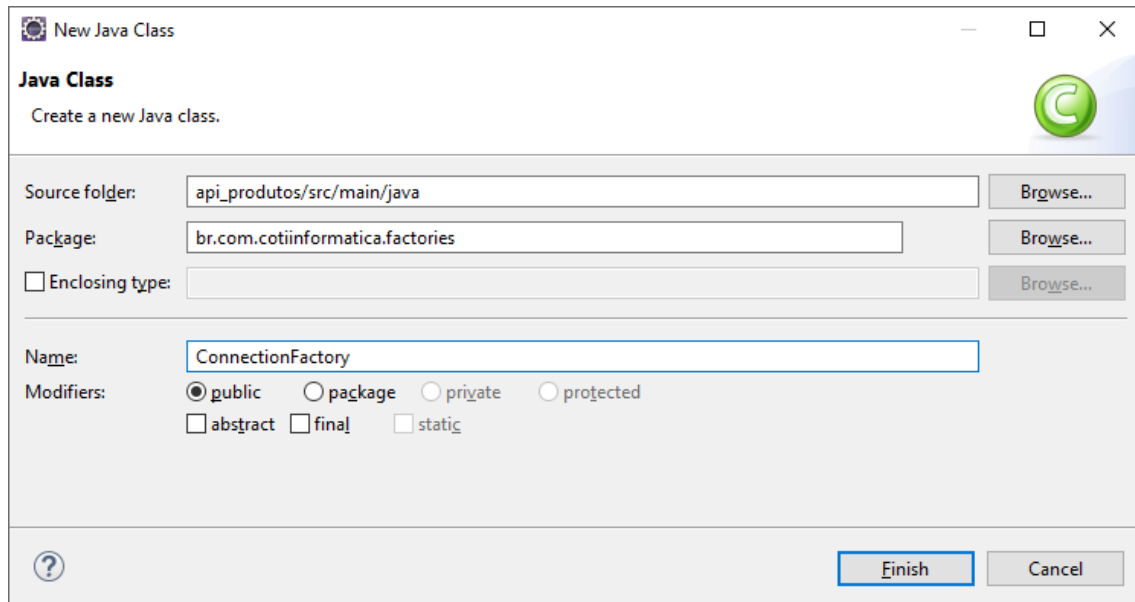 New Java Class
Java Class
Create a new Java class.
Source folder: api_produtos/src/main/java Browse...
Package: br.com.cotiinformatica.factories Browse...
Enclosing type: Browse...
Name: ConnectionFactory
Modifiers: public package private protected
abstract final static
? Finish Cancel